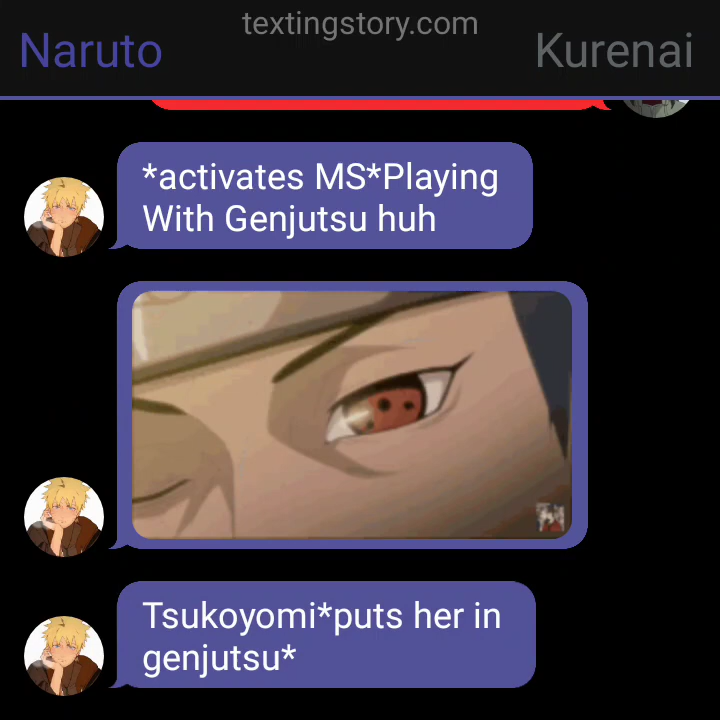 textingstory.com
Naruto
Kurenai
*activates MS*Playing
With Genjutsu huh
Tsukoyomi*puts her in
genjutsu*